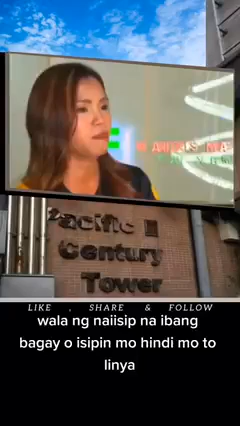 Pacific
Century
Tower
LIKE , SHARE & FOLLOW
wala ng naiisip na ibang
bagay o isipin mo hindi mo to
linya